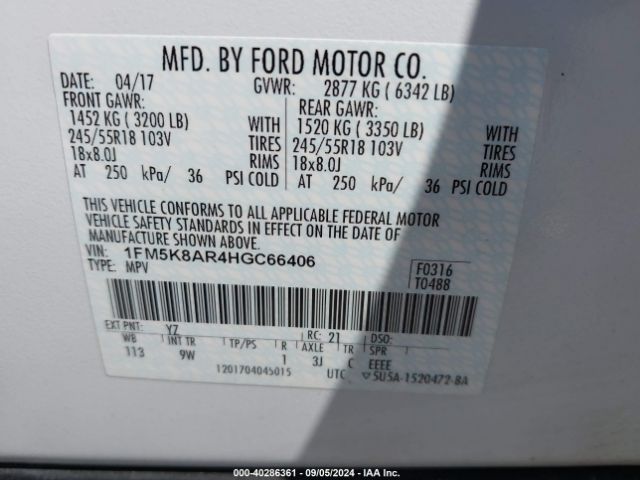 MFD. BY FORD MOTOR CO.
DATE: 04/17 GVWR: 2877 KG ( 6342 LB)
FRONT GAWR: REAR GAWR:
1452 KG ( 3200 LB) WITH 1520 KG ( 3350 LB) WITH
245/55R18 103V TIRES 245/55R18 103V TIRES
18x8.0J RIMS 18x8.0J RIMS
AT 250 kPa/ 36 PSI COLD AT 250 kPa/ 36 PSI COLD
THIS VEHICLE CONFORMS TO ALL APPLICABLE FEDERAL MOTOR
VEHICLE SAFETY STANDARDS IN EFFECT ON THE DATE OF
MANUFACTURE SHOWN ABOVE.
VIN: 1FM5K8AR4HGC66406
TYPE: MPV F0316
T0488
EXT PNT: YZ RC: 21 DSO:
WB INT TR TP/PS R AXLE TR SPR
113 9W 1 3J C EEEE
1201704045015 UTC ▽5U5A-1520472-BA
000-40286361 - 09/05/2024 - IAA Inc.